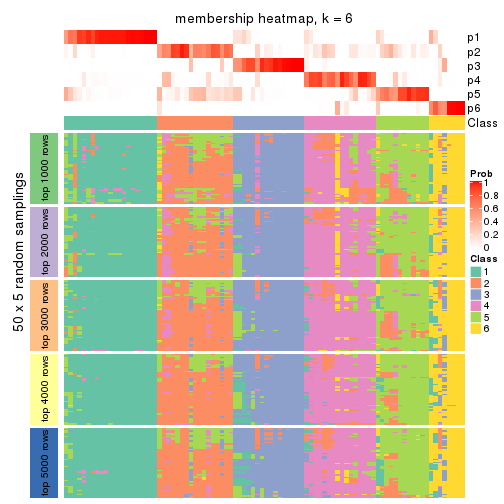 membership heatmap, k = 6
p1
p2
p3
p4
p5
p6
Class
50 x 5 random samplings
top 1000 rows
top 2000 rows
top 3000 rows
top 4000 rows
top 5000 rows
Prob
1
0.8
0.6
0.4
0.2
0
Class
1
2
3
4
5
6